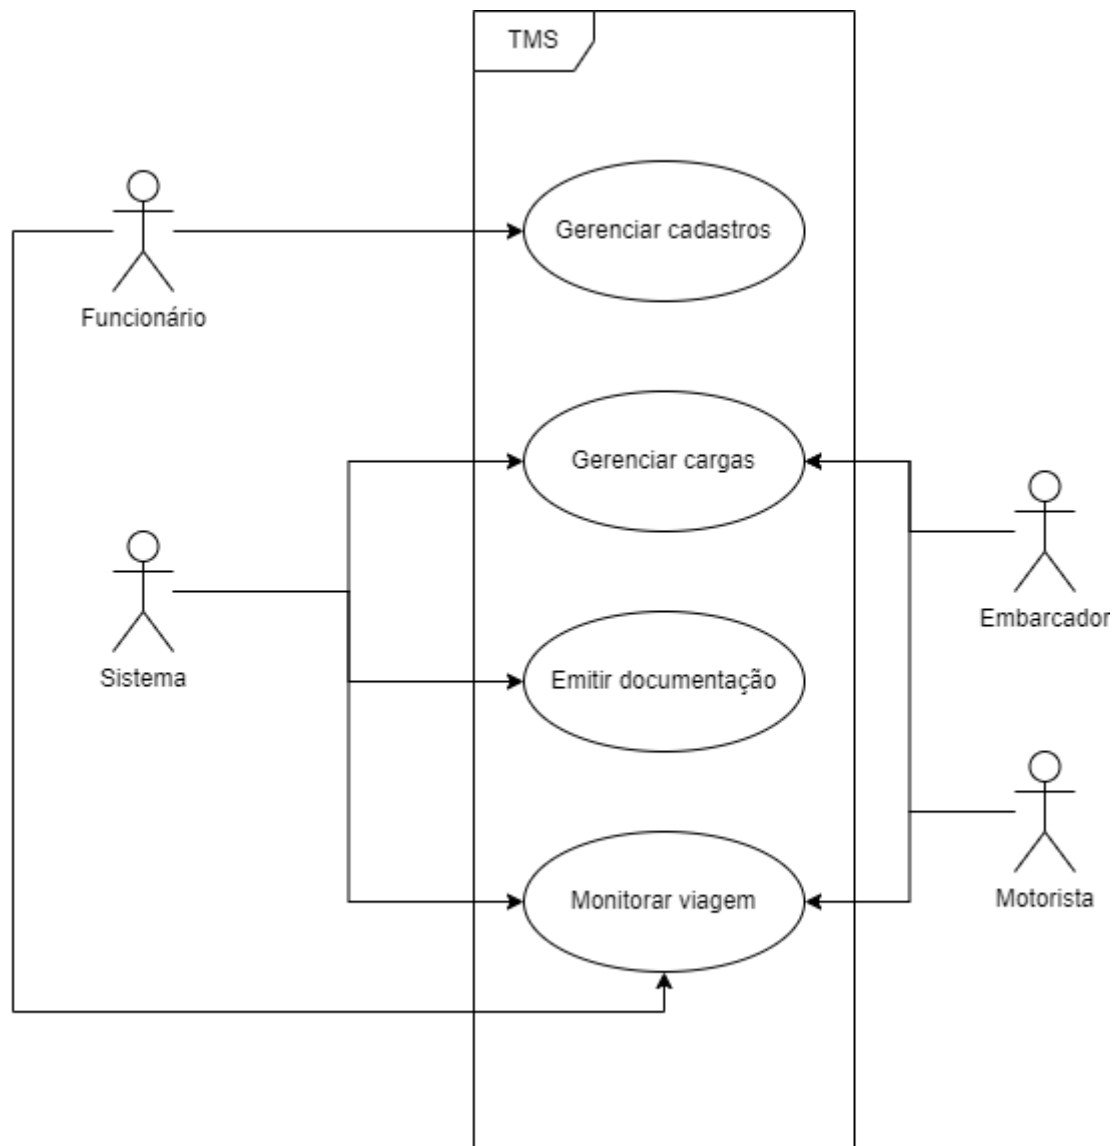 TMS
Gerenciar cadastros
Funcionário
Gerenciar cargas
Embarcador
Sistema
Emitir documentação
Motorista
Monitorar viagem